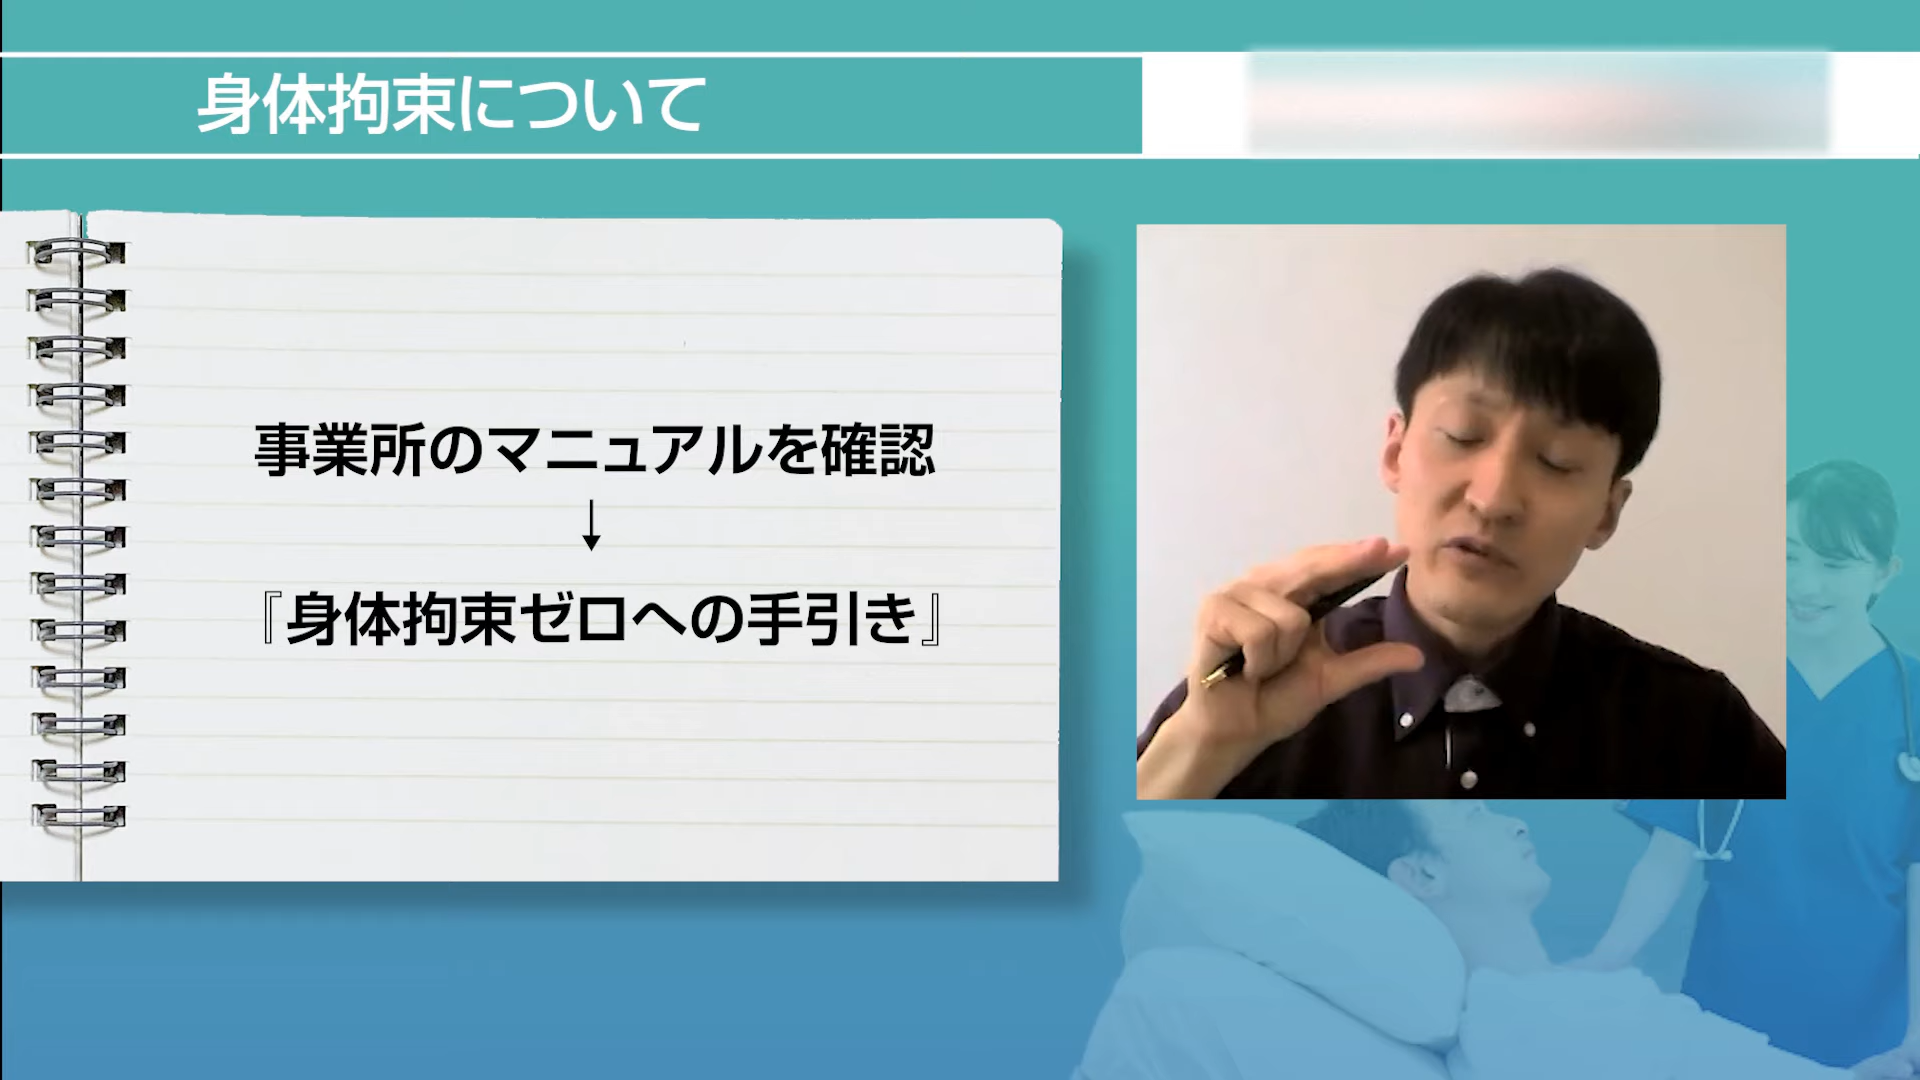 身体拘束について
事業所のマニュアルを確認
↓
『身体拘束ゼロへの手引き』